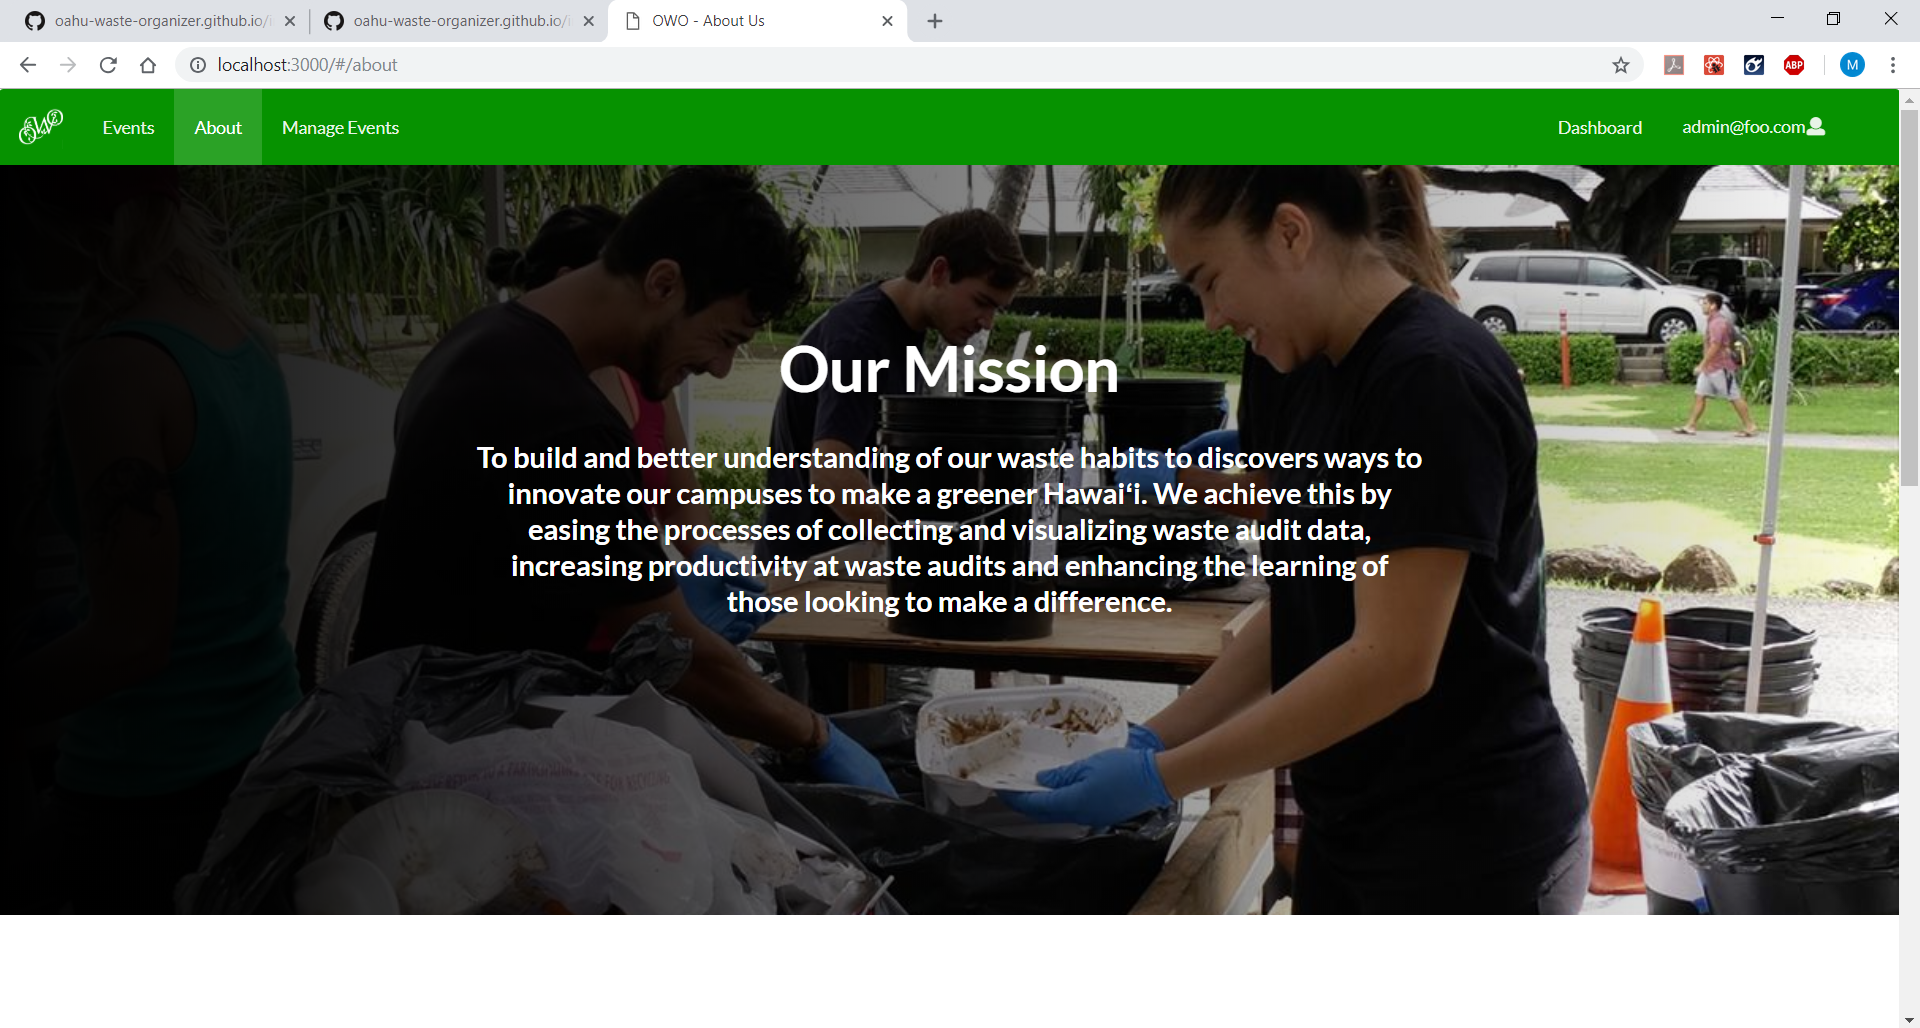 oahu-waste-organizer.github.io/
oahu-waste-organizer.github.io/
OWO - About Us
localhost:3000/#/about
ABP
M
OWO
Events
About
Manage Events
Dashboard
admin@foo.com
Our Mission
To build and better understanding of our waste habits to discovers ways to
innovate our campuses to make a greener Hawaiʻi. We achieve this by
easing the processes of collecting and visualizing waste audit data,
increasing productivity at waste audits and enhancing the learning of
those looking to make a difference.